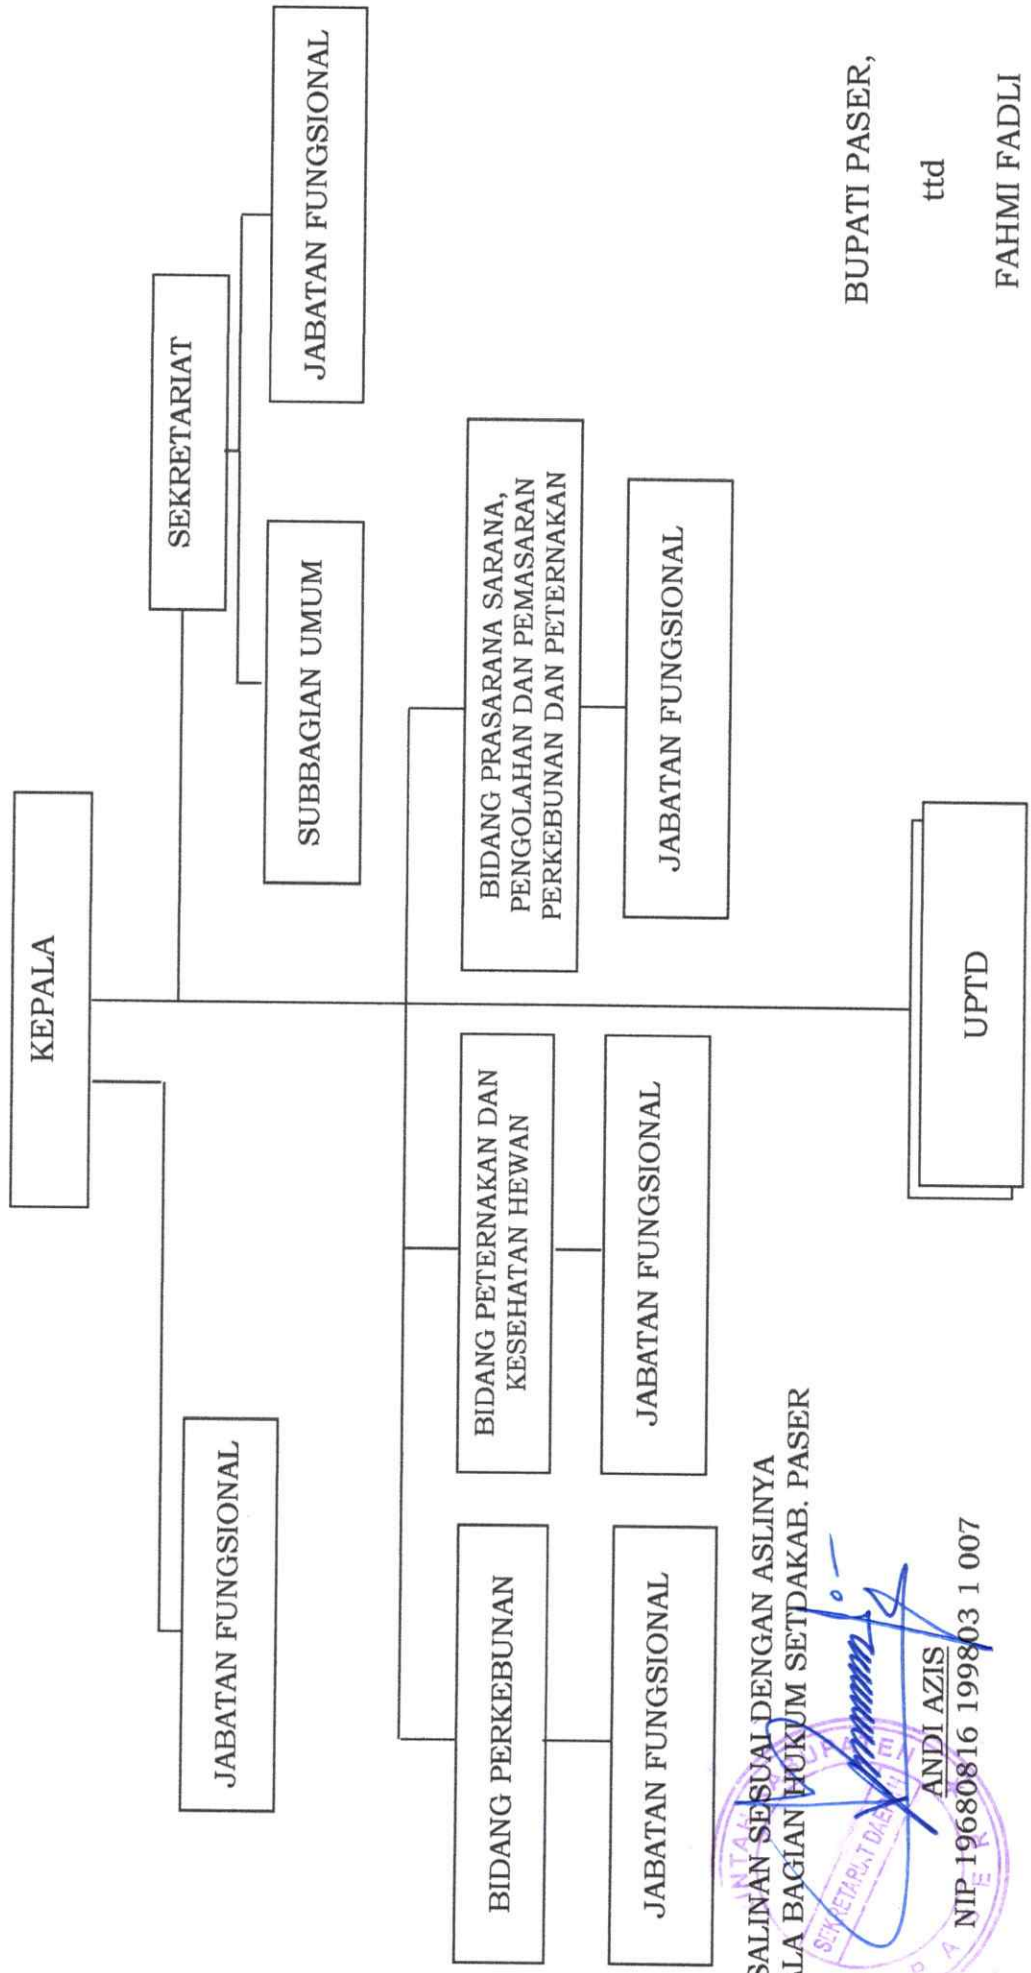 KEPALA
JABATAN FUNGSIONAL
SEKRETARIAT
SUBBAGIAN UMUM
JABATAN FUNGSIONAL
BIDANG PERKEBUNAN
JABATAN FUNGSIONAL
BIDANG PETERNAKAN DAN
KESEHATAN HEWAN
JABATAN FUNGSIONAL
BIDANG PRASARANA SARANA,
PENGOLAHAN DAN PEMASARAN
PERKEBUNAN DAN PETERNAKAN
JABATAN FUNGSIONAL
UPTD
SALINAN SESUAI DENGAN ASLINYA
BAGIAN HUKUM SETDAKAB. PASER
ANDI AZIS
NIP 19680816 199803 1 007
BUPATI PASER,
ttd
FAHMI FADLI